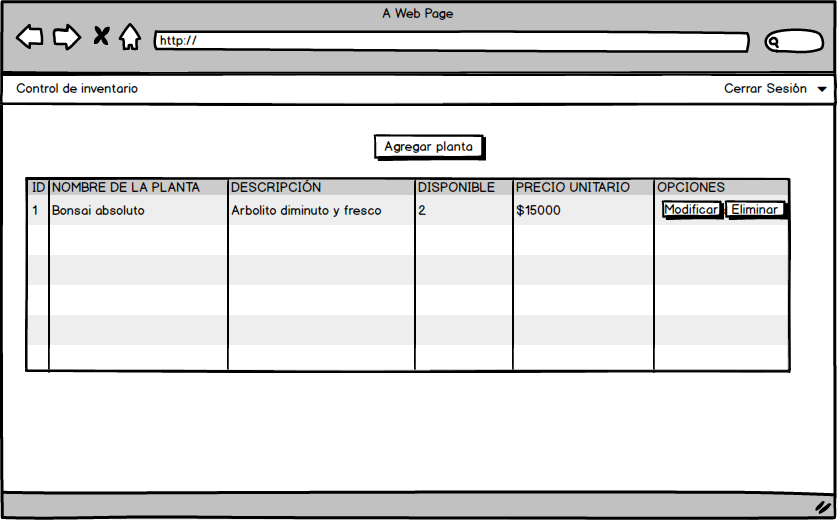 A Web Page
http://
Control de inventario Cerrar Sesión
Agregar planta
ID NOMBRE DE LA PLANTA DESCRIPCIÓN DISPONIBLE PRECIO UNITARIO OPCIONES
1 Bonsai absoluto Arbolito diminuto y fresco 2 $15000 Modificar Eliminar